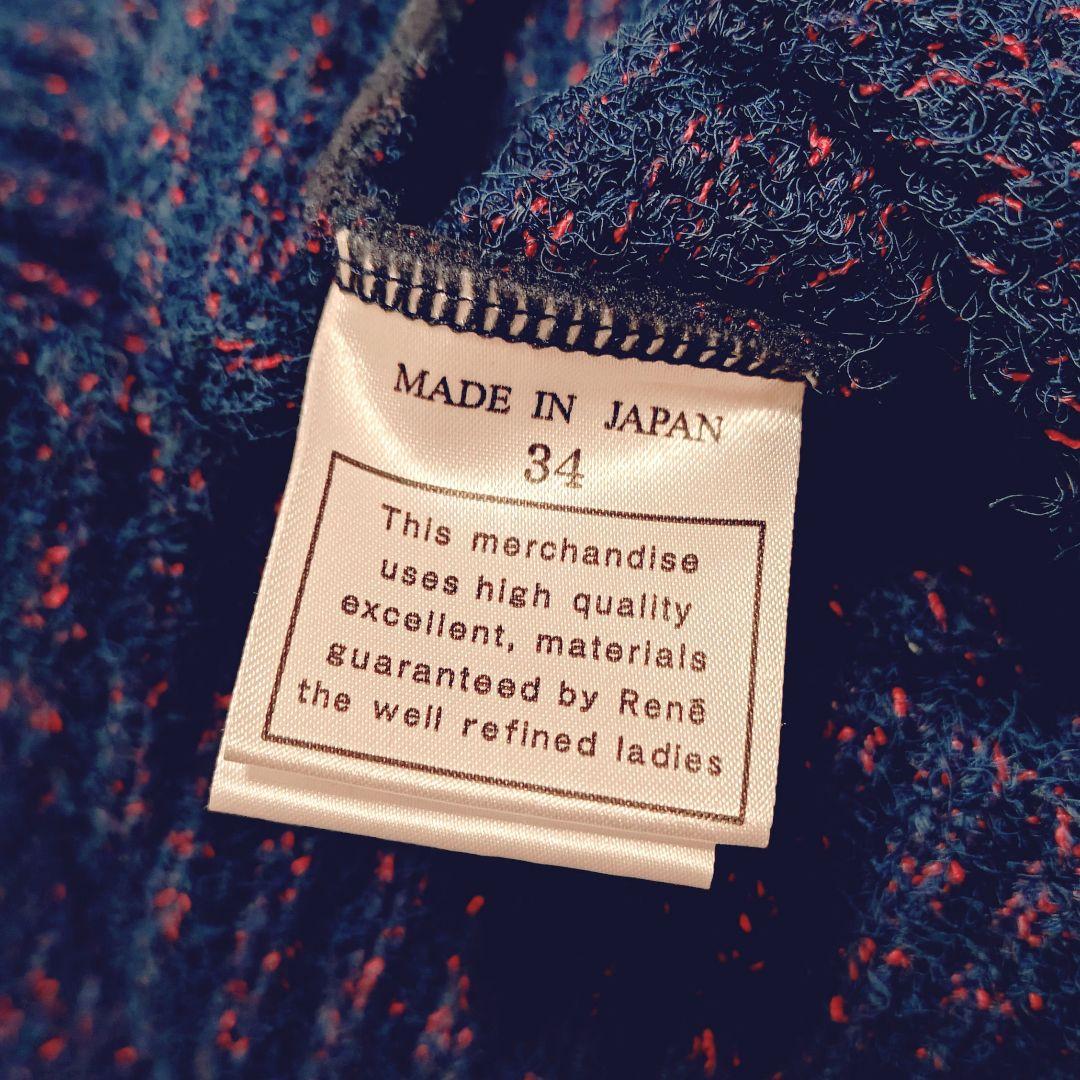 MADE IN JAPAN
34
This merchandise
uses high quality
excellent, materials
guaranteed by Renē
the well refined ladies